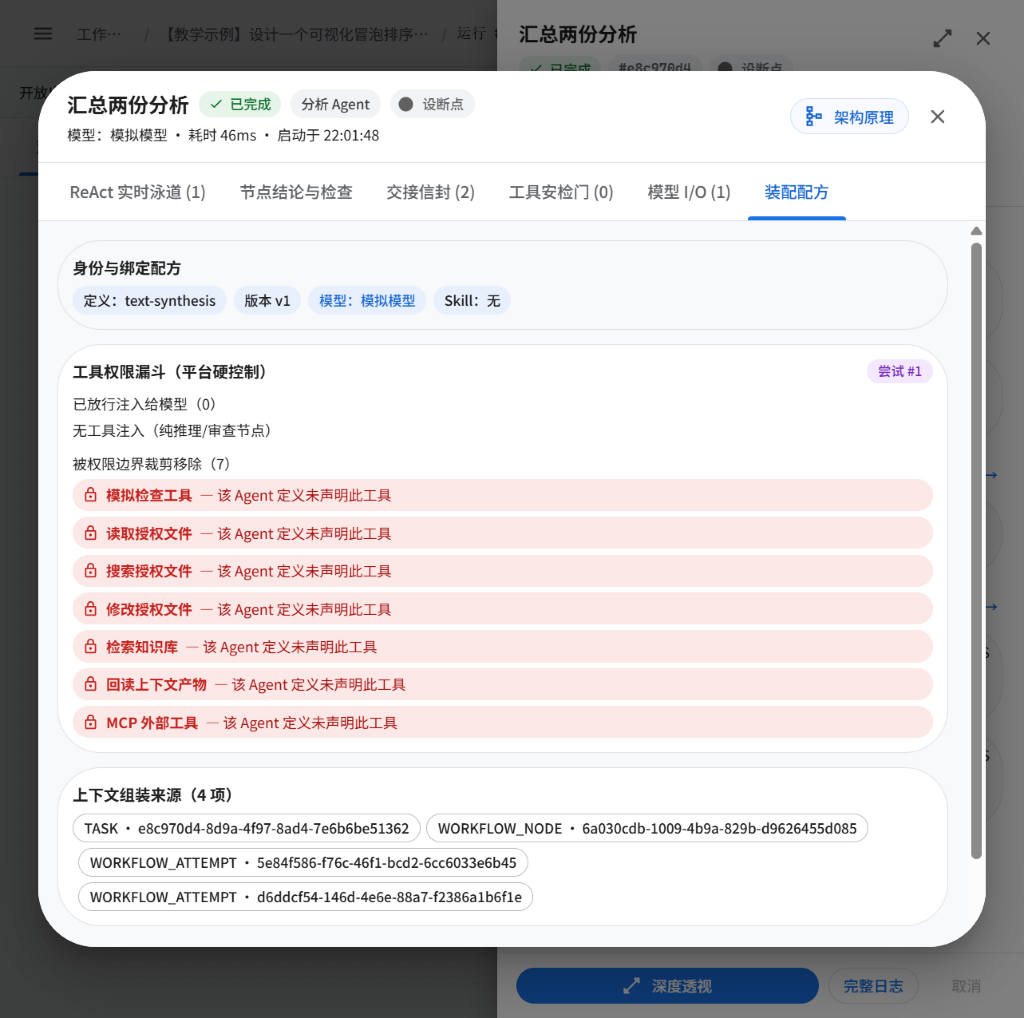 工作…
/
【教学示例】设计一个可视化冒泡排序…
/
运行
汇总两份分析
已完成
#e8c970d4
设断点
开放
汇总两份分析
已完成
分析 Agent
设断点
模型：模拟模型 · 耗时 46ms · 启动于 22:01:48
架构原理
ReAct 实时泳道 (1)
节点结论与检查
交接信封 (2)
工具安检门 (0)
模型 I/O (1)
装配配方
身份与绑定配方
定义：text-synthesis
版本 v1
模型：模拟模型
Skill：无
工具权限漏斗（平台硬控制）
尝试 #1
已放行注入给模型（0）
无工具注入（纯推理/审查节点）
被权限边界裁剪移除（7）
模拟检查工具 — 该 Agent 定义未声明此工具
读取授权文件 — 该 Agent 定义未声明此工具
搜索授权文件 — 该 Agent 定义未声明此工具
修改授权文件 — 该 Agent 定义未声明此工具
检索知识库 — 该 Agent 定义未声明此工具
回读上下文产物 — 该 Agent 定义未声明此工具
MCP 外部工具 — 该 Agent 定义未声明此工具
上下文组装来源（4 项）
TASK · e8c970d4-8d9a-4f97-8ad4-7e6b6be51362
WORKFLOW_NODE · 6a030cdb-1009-4b9a-829b-d9626455d085
WORKFLOW_ATTEMPT · 5e84f586-f76c-46f1-bcd2-6cc6033e6b45
WORKFLOW_ATTEMPT · d6ddcf54-146d-4e6e-88a7-f2386a1b6f1e
深度透视
完整日志
取消